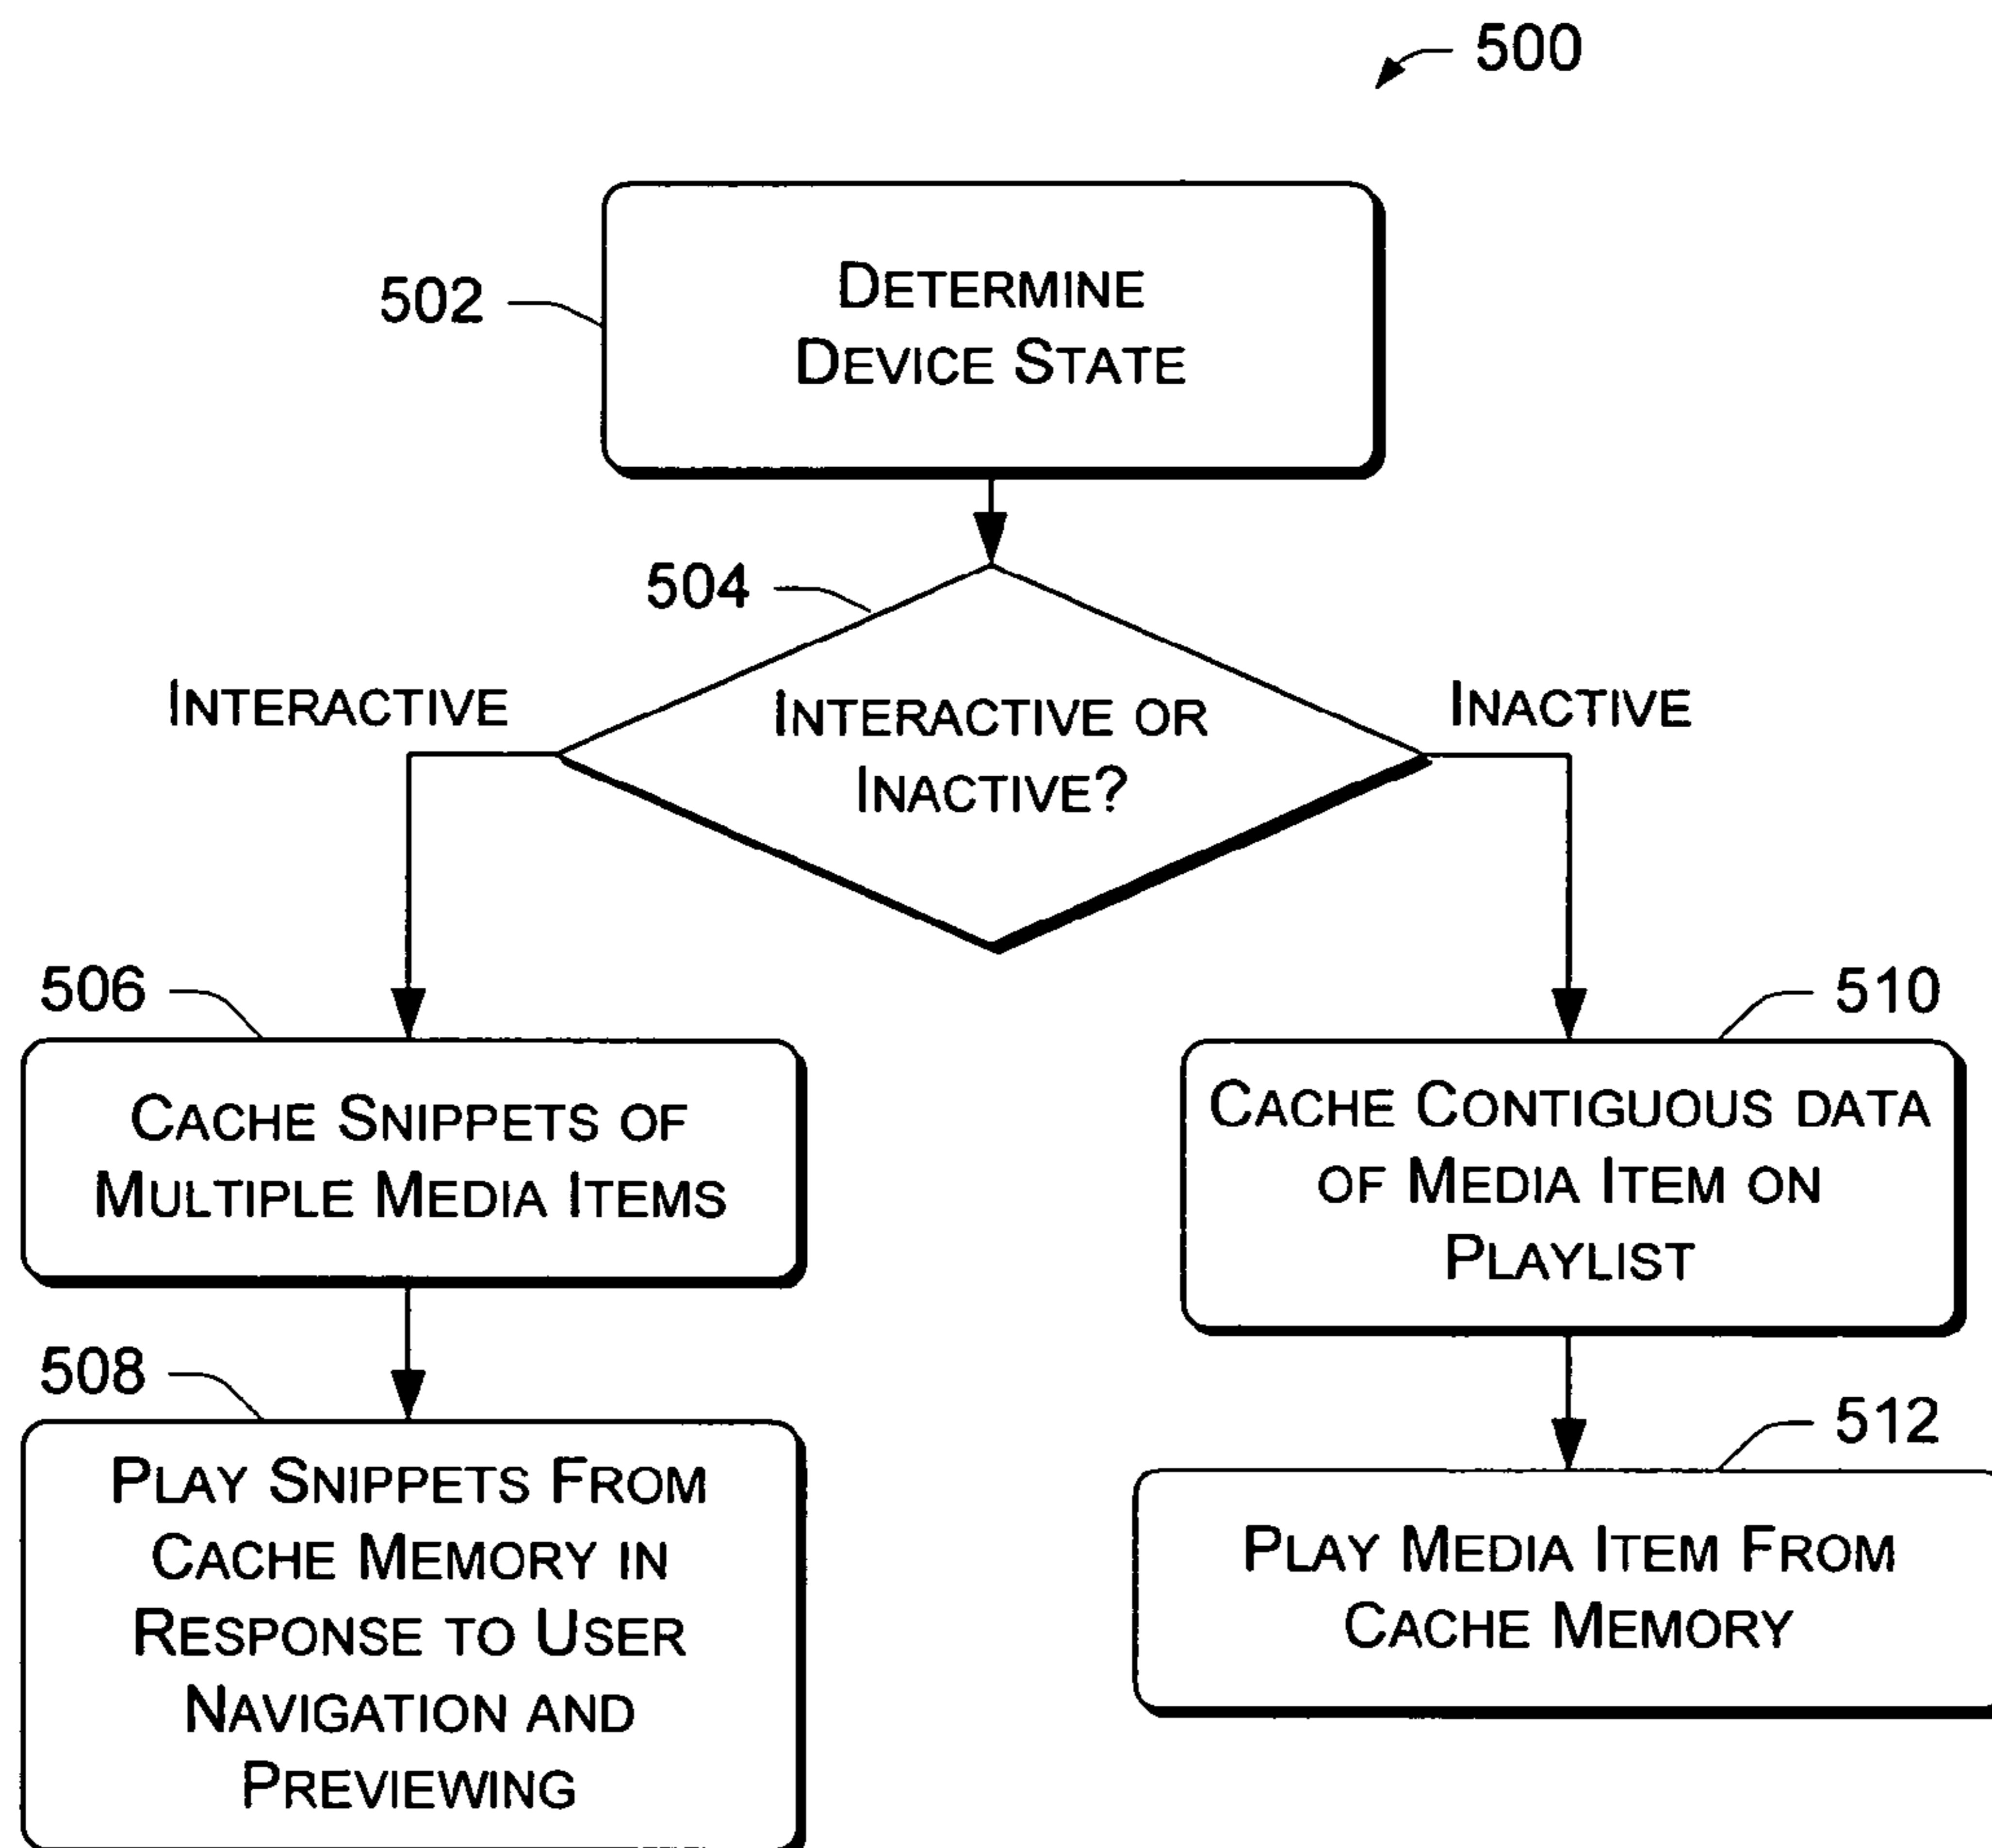 500
502
DETERMINE
DEVICE STATE
504
INTERACTIVE
INTERACTIVE OR
INACTIVE?
INACTIVE
506
CACHE SNIPPETS OF
MULTIPLE MEDIA ITEMS
510
CACHE CONTIGUOUS DATA
OF MEDIA ITEM ON
PLAYLIST
508
PLAY SNIPPETS FROM
CACHE MEMORY IN
RESPONSE TO USER
NAVIGATION AND
PREVIEWING
512
PLAY MEDIA ITEM FROM
CACHE MEMORY